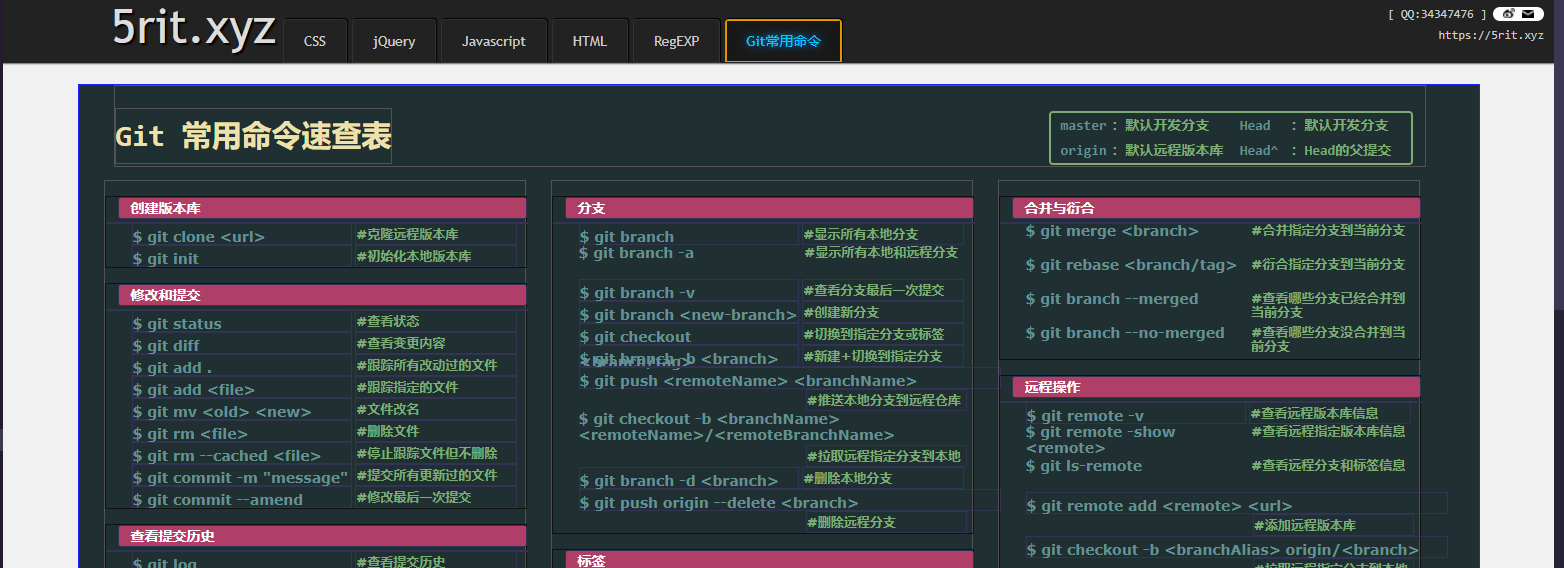 5rit.xyz
CSS
jQuery
Javascript
HTML
RegEXP
Git常用命令
[ QQ:34347476 ]
https://5rit.xyz
Git 常用命令速查表
master : 默认开发分支 Head : 默认开发分支
origin : 默认远程版本库 Head^ : Head的父提交
创建版本库
$ git clone <url> #克隆远程版本库
$ git init #初始化本地版本库
修改和提交
$ git status #查看状态
$ git diff #查看变更内容
$ git add . #跟踪所有改动过的文件
$ git add <file> #跟踪指定的文件
$ git mv <old> <new> #文件改名
$ git rm <file> #删除文件
$ git rm --cached <file> #停止跟踪文件但不删除
$ git commit -m "message" #提交所有更新过的文件
$ git commit --amend #修改最后一次提交
查看提交历史
$ git log #查看提交历史
分支
$ git branch #显示所有本地分支
$ git branch -a #显示所有本地和远程分支
$ git branch -v #查看分支最后一次提交
$ git branch <new-branch> #创建新分支
$ git checkout #切换到指定分支或标签
<branch/tag>
$ git branch -b <branch> #新建+切换到指定分支
$ git push <remoteName> <branchName>
#推送本地分支到远程仓库
$ git checkout -b <branchName>
<remoteName>/<remoteBranchName>
#拉取远程指定分支到本地
$ git branch -d <branch> #删除本地分支
$ git push origin --delete <branch>
#删除远程分支
标签
合并与衍合
$ git merge <branch> #合并指定分支到当前分支
$ git rebase <branch/tag> #衍合指定分支到当前分支
$ git branch --merged #查看哪些分支已经合并到
当前分支
$ git branch --no-merged #查看哪些分支没合并到当
前分支
远程操作
$ git remote -v #查看远程版本库信息
$ git remote -show #查看远程指定版本库信息
<remote>
$ git ls-remote #查看远程分支和标签信息
$ git remote add <remote> <url>
#添加远程版本库
$ git checkout -b <branchAlias> origin/<branch>
#拉取远程指定分支到本地